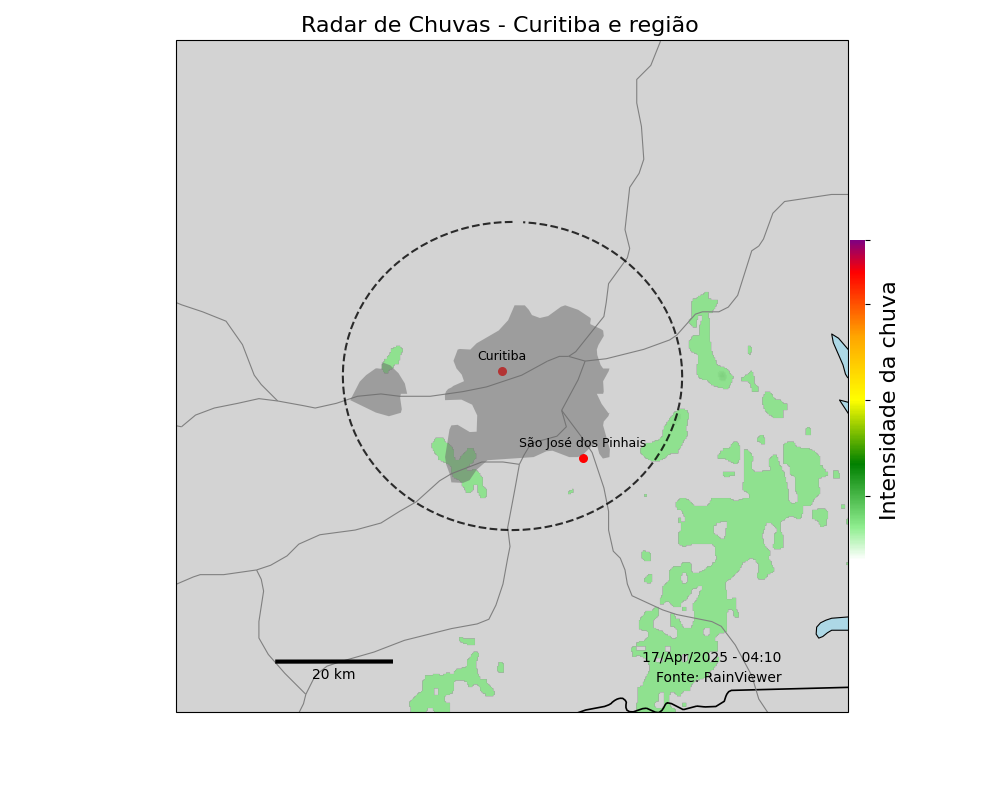 Radar de Chuvas - Curitiba e região
Curitiba
São José dos Pinhais
Intensidade da chuva
17/Apr/2025 - 04:10
Fonte: RainViewer
20 km